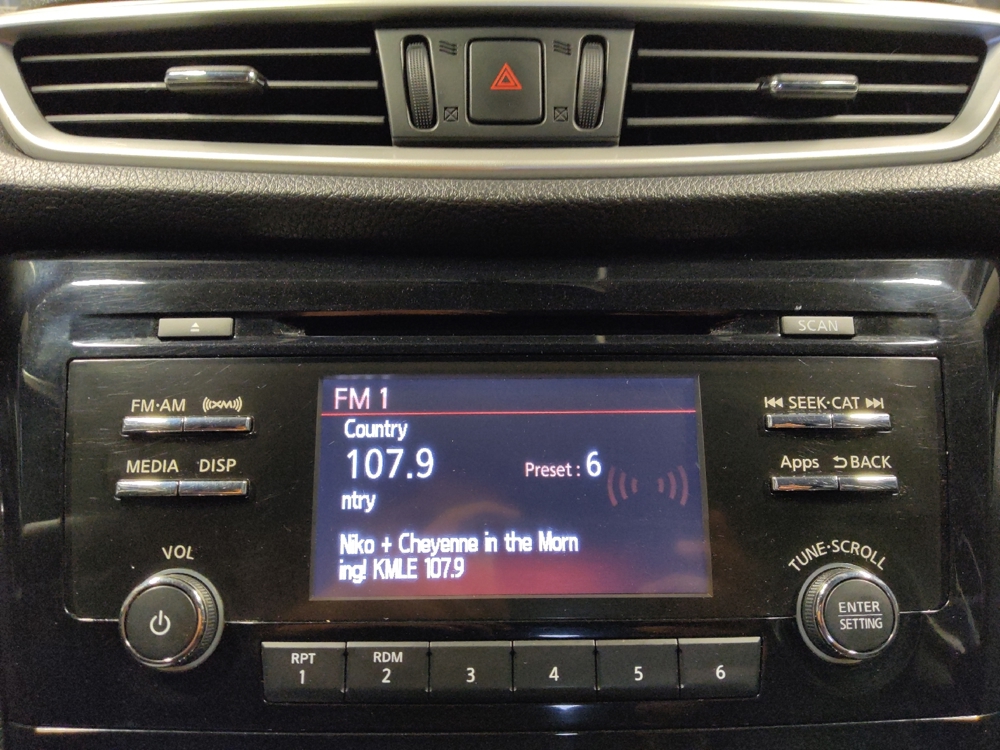 SCAN
FM·AM
((XM))
SEEK·CAT
MEDIA
DISP
Apps
BACK
VOL
TUNE·SCROLL
FM 1
Country
107.9
Preset : 6
ntry
Niko + Cheyenne in the Morn
ing! KMLE 107.9
ENTER
SETTING
RPT
1
RDM
2
3
4
5
6